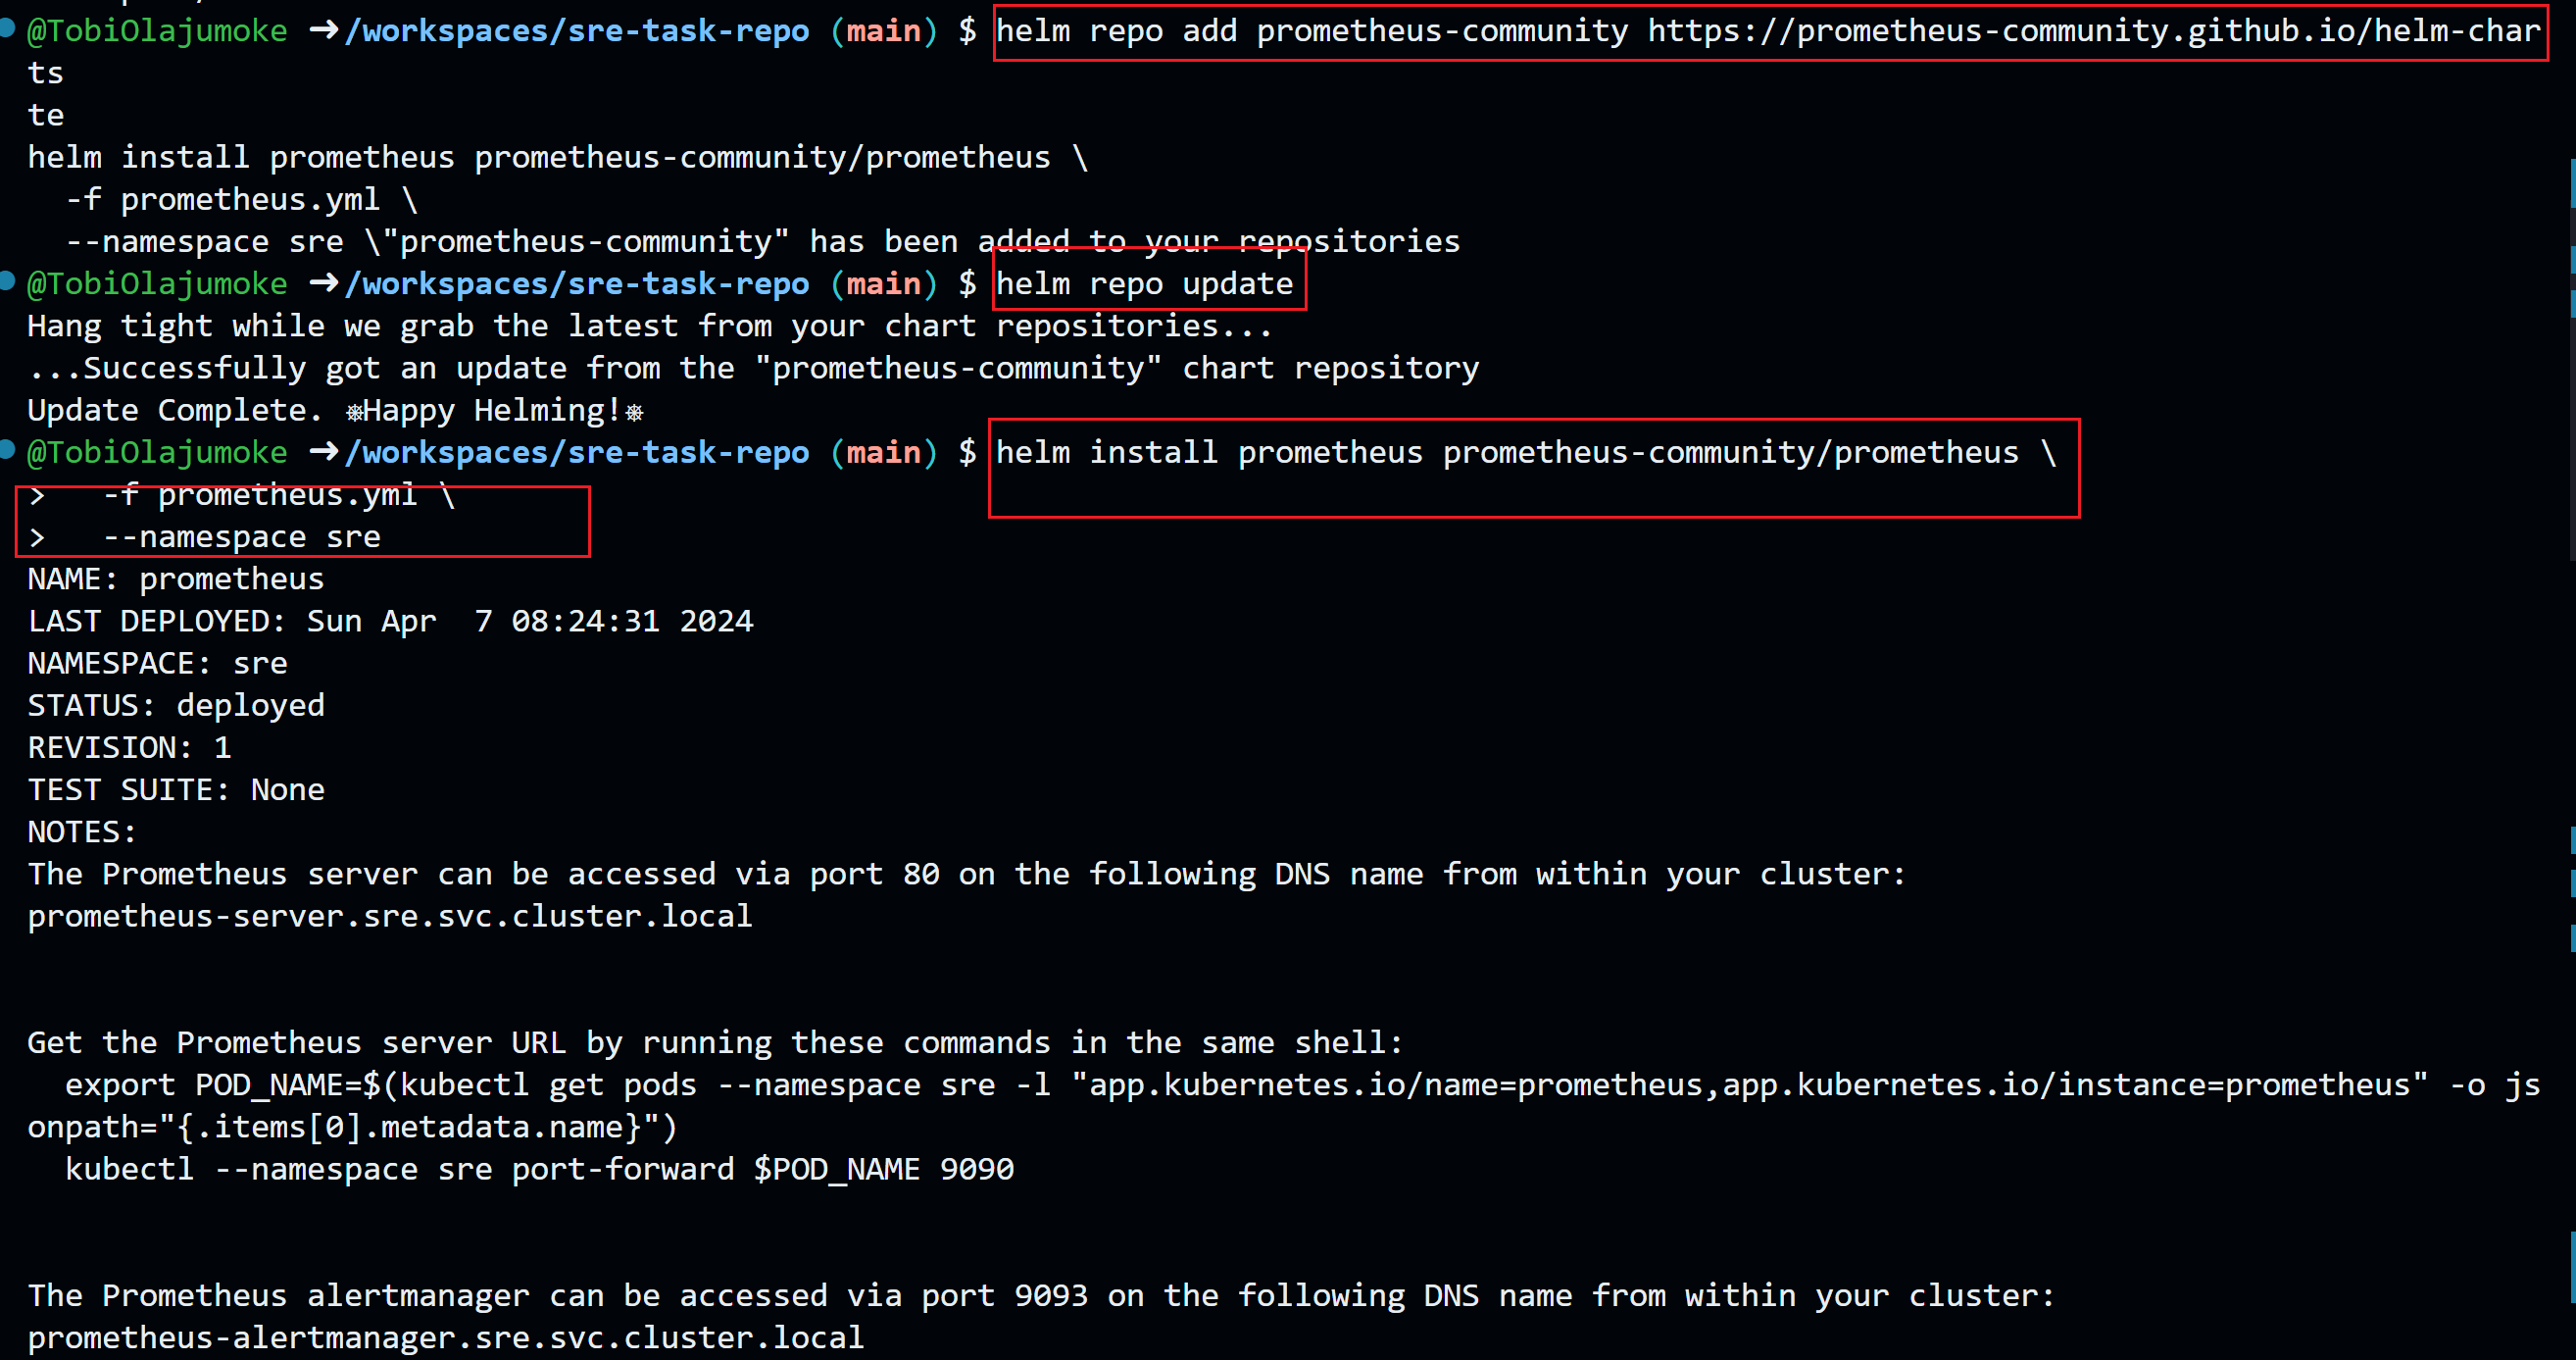 @TobiOlajumoke ➜/workspaces/sre-task-repo (main) $ helm repo add prometheus-community https://prometheus-community.github.io/helm-char
ts
te
helm install prometheus prometheus-community/prometheus \
  -f prometheus.yml \
  --namespace sre \"prometheus-community" has been added to your repositories
@TobiOlajumoke ➜/workspaces/sre-task-repo (main) $ helm repo update
Hang tight while we grab the latest from your chart repositories...
...Successfully got an update from the "prometheus-community" chart repository
Update Complete. ⎈Happy Helming!⎈
@TobiOlajumoke ➜/workspaces/sre-task-repo (main) $ helm install prometheus prometheus-community/prometheus \
>   -f prometheus.yml \
>   --namespace sre
NAME: prometheus
LAST DEPLOYED: Sun Apr  7 08:24:31 2024
NAMESPACE: sre
STATUS: deployed
REVISION: 1
TEST SUITE: None
NOTES:
The Prometheus server can be accessed via port 80 on the following DNS name from within your cluster:
prometheus-server.sre.svc.cluster.local
Get the Prometheus server URL by running these commands in the same shell:
  export POD_NAME=$(kubectl get pods --namespace sre -l "app.kubernetes.io/name=prometheus,app.kubernetes.io/instance=prometheus" -o js
onpath="{.items[0].metadata.name}")
  kubectl --namespace sre port-forward $POD_NAME 9090
The Prometheus alertmanager can be accessed via port 9093 on the following DNS name from within your cluster:
prometheus-alertmanager.sre.svc.cluster.local